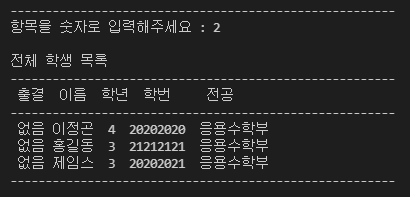 항목을 숫자로 입력해주세요 : 2
전체 학생 목록
출결 이름 학년 학번 전공
없음 이정곤 4 20202020 응용수학부
없음 홍길동 3 21212121 응용수학부
없음 제임스 3 20202021 응용수학부